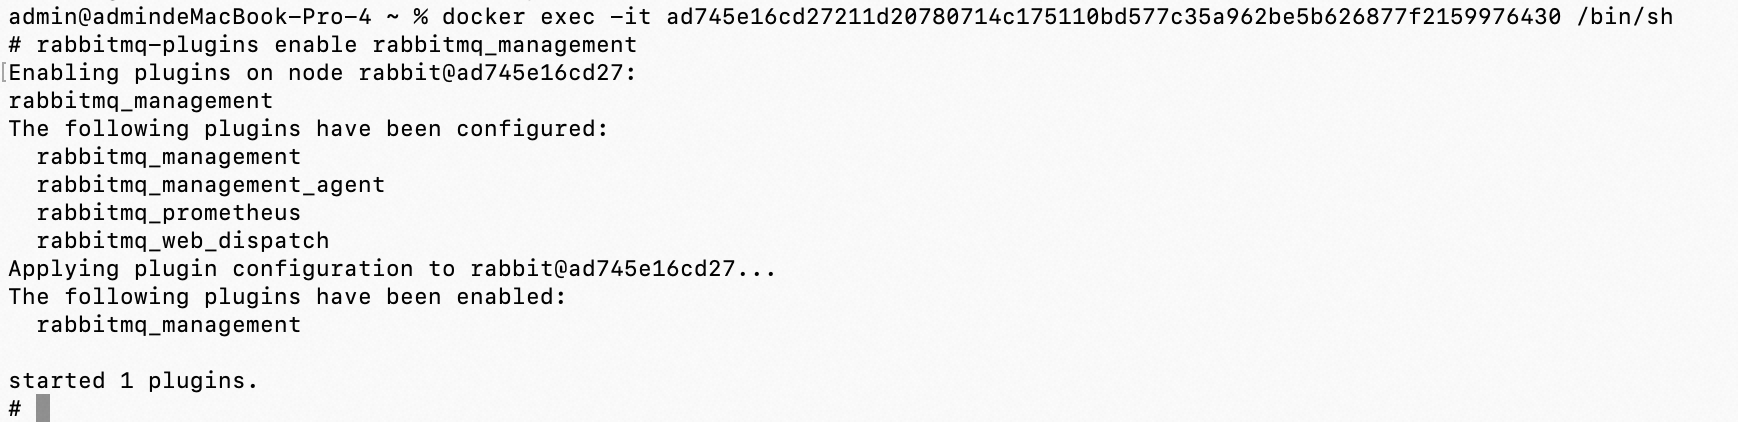 admin@admindeMacBook-Pro-4 ~ % docker exec -it ad745e16cd27211d20780714c175110bd577c35a962be5b626877f2159976430 /bin/sh
# rabbitmq-plugins enable rabbitmq_management
[Enabling plugins on node rabbit@ad745e16cd27:
rabbitmq_management
The following plugins have been configured:
  rabbitmq_management
  rabbitmq_management_agent
  rabbitmq_prometheus
  rabbitmq_web_dispatch
Applying plugin configuration to rabbit@ad745e16cd27...
The following plugins have been enabled:
  rabbitmq_management

started 1 plugins.
#